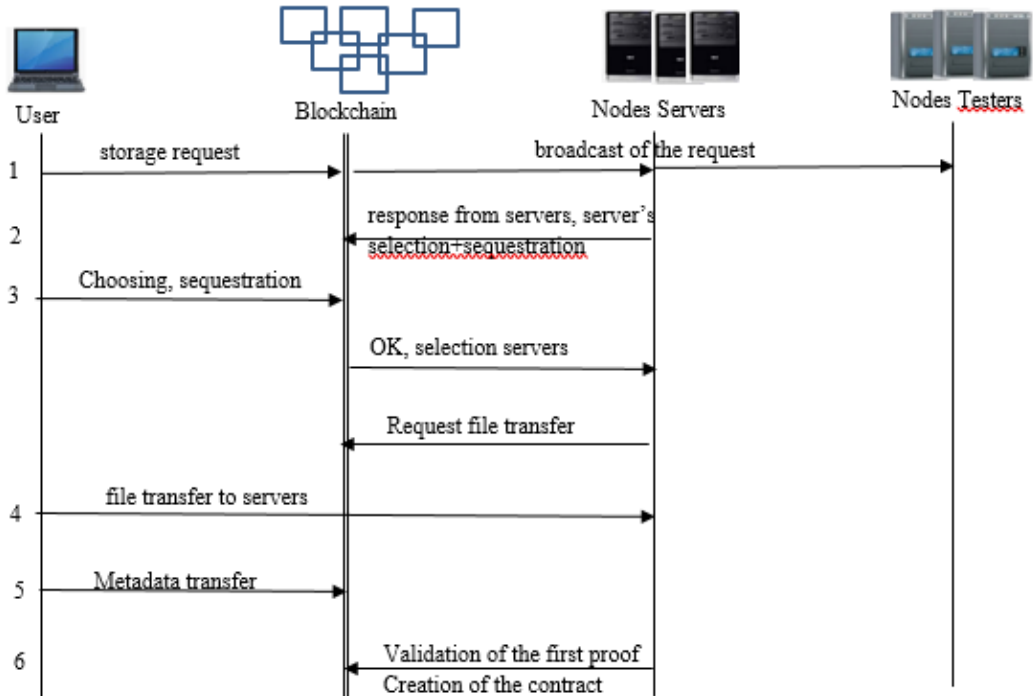 User
Blockchain
Nodes Servers
Nodes Testers
1
storage request
broadcast of the request
2
response from servers, server's
selection+sequestration
3
Choosing, sequestration
OK, selection servers
Request file transfer
4
file transfer to servers
5
Metadata transfer
6
Validation of the first proof
Creation of the contract